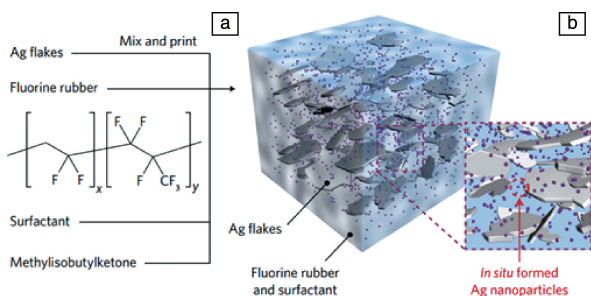 a
b
Ag flakes
Mix and print
Fluorine rubber
F
F
F
F
F
CF3
x
y
Surfactant
Methylisobutylketone
Ag flakes
Fluorine rubber
and surfactant
In situ formed
Ag nanoparticles